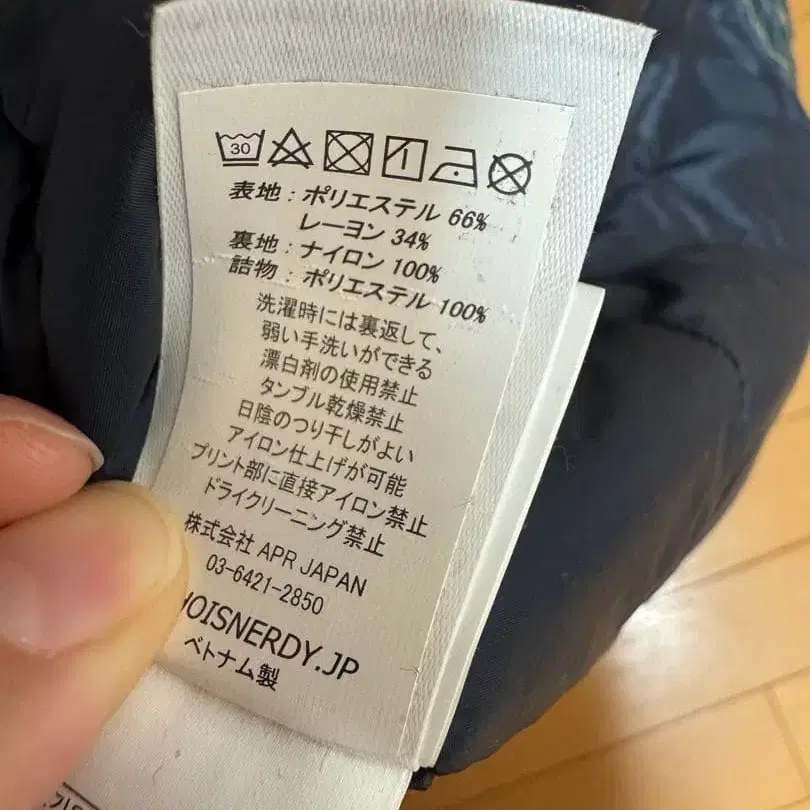 30
表地 : ポリエステル 66%
レーヨン 34%
裏地 : ナイロン 100%
詰物 : ポリエステル 100%
洗濯時には裏返して、
弱い手洗いができる
漂白剤の使用禁止
タンブル乾燥禁止
日陰のつり干しがよい
アイロン仕上げが可能
プリント部に直接アイロン禁止
ドライクリーニング禁止
株式会社 APR JAPAN
03-6421-2850
HOISNERDY.JP
ベトナム製